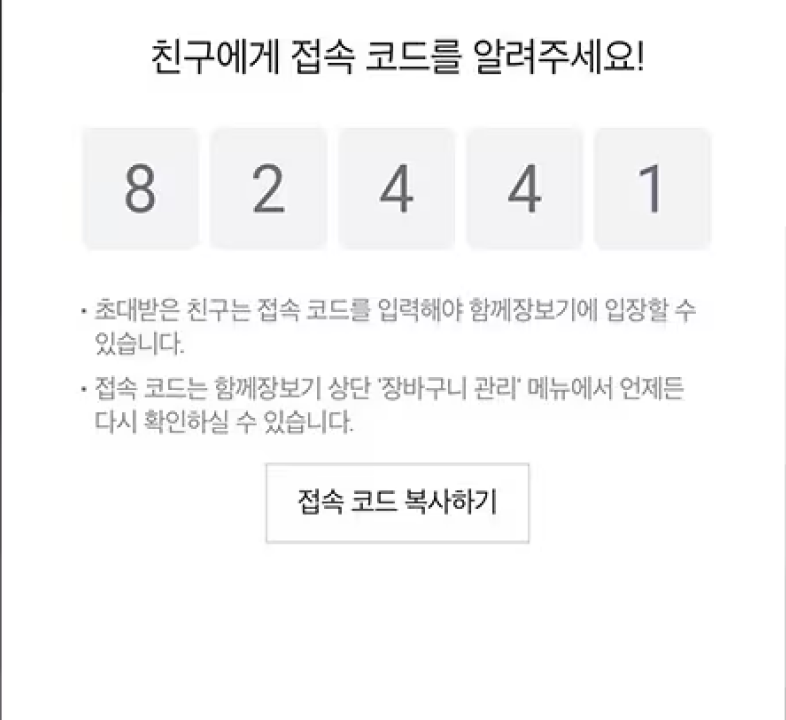 친구에게 접속 코드를 알려주세요!
8 2 4 4 1
• 초대받은 친구는 접속 코드를 입력해야 함께장보기에 입장할 수
있습니다.
• 접속 코드는 함께장보기 상단 '장바구니 관리' 메뉴에서 언제든
다시 확인하실 수 있습니다.
접속 코드 복사하기